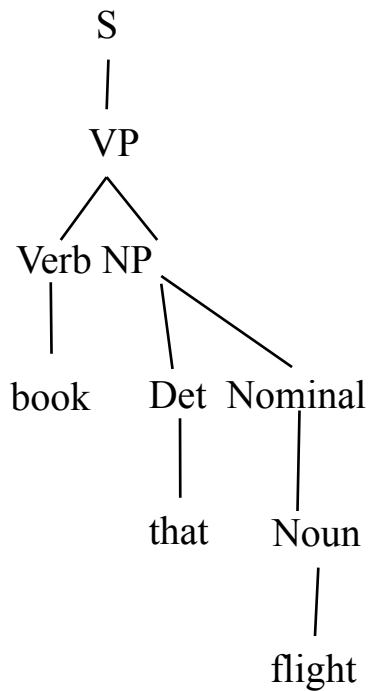 S
VP
Verb NP
book Det Nominal
that Noun
flight